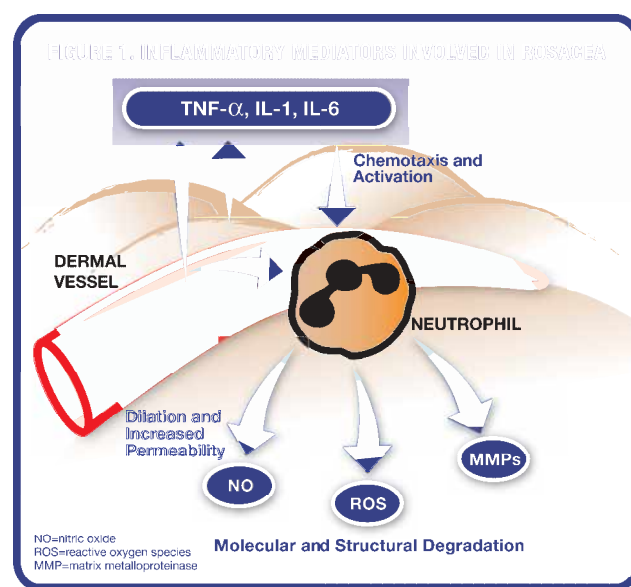 FIGURE 1. INFLAMMATORY MEDIATORS INVOLVED IN ROSACEA
TNF-α, IL-1, IL-6
Chemotaxis and
Activation
DERMAL
VESSEL
NEUTROPHIL
Dilation and
Increased
Permeability
MMPs
NO
ROS
Molecular and Structural Degradation
NO=nitric oxide
ROS=reactive oxygen species
MMP=matrix metalloproteinase